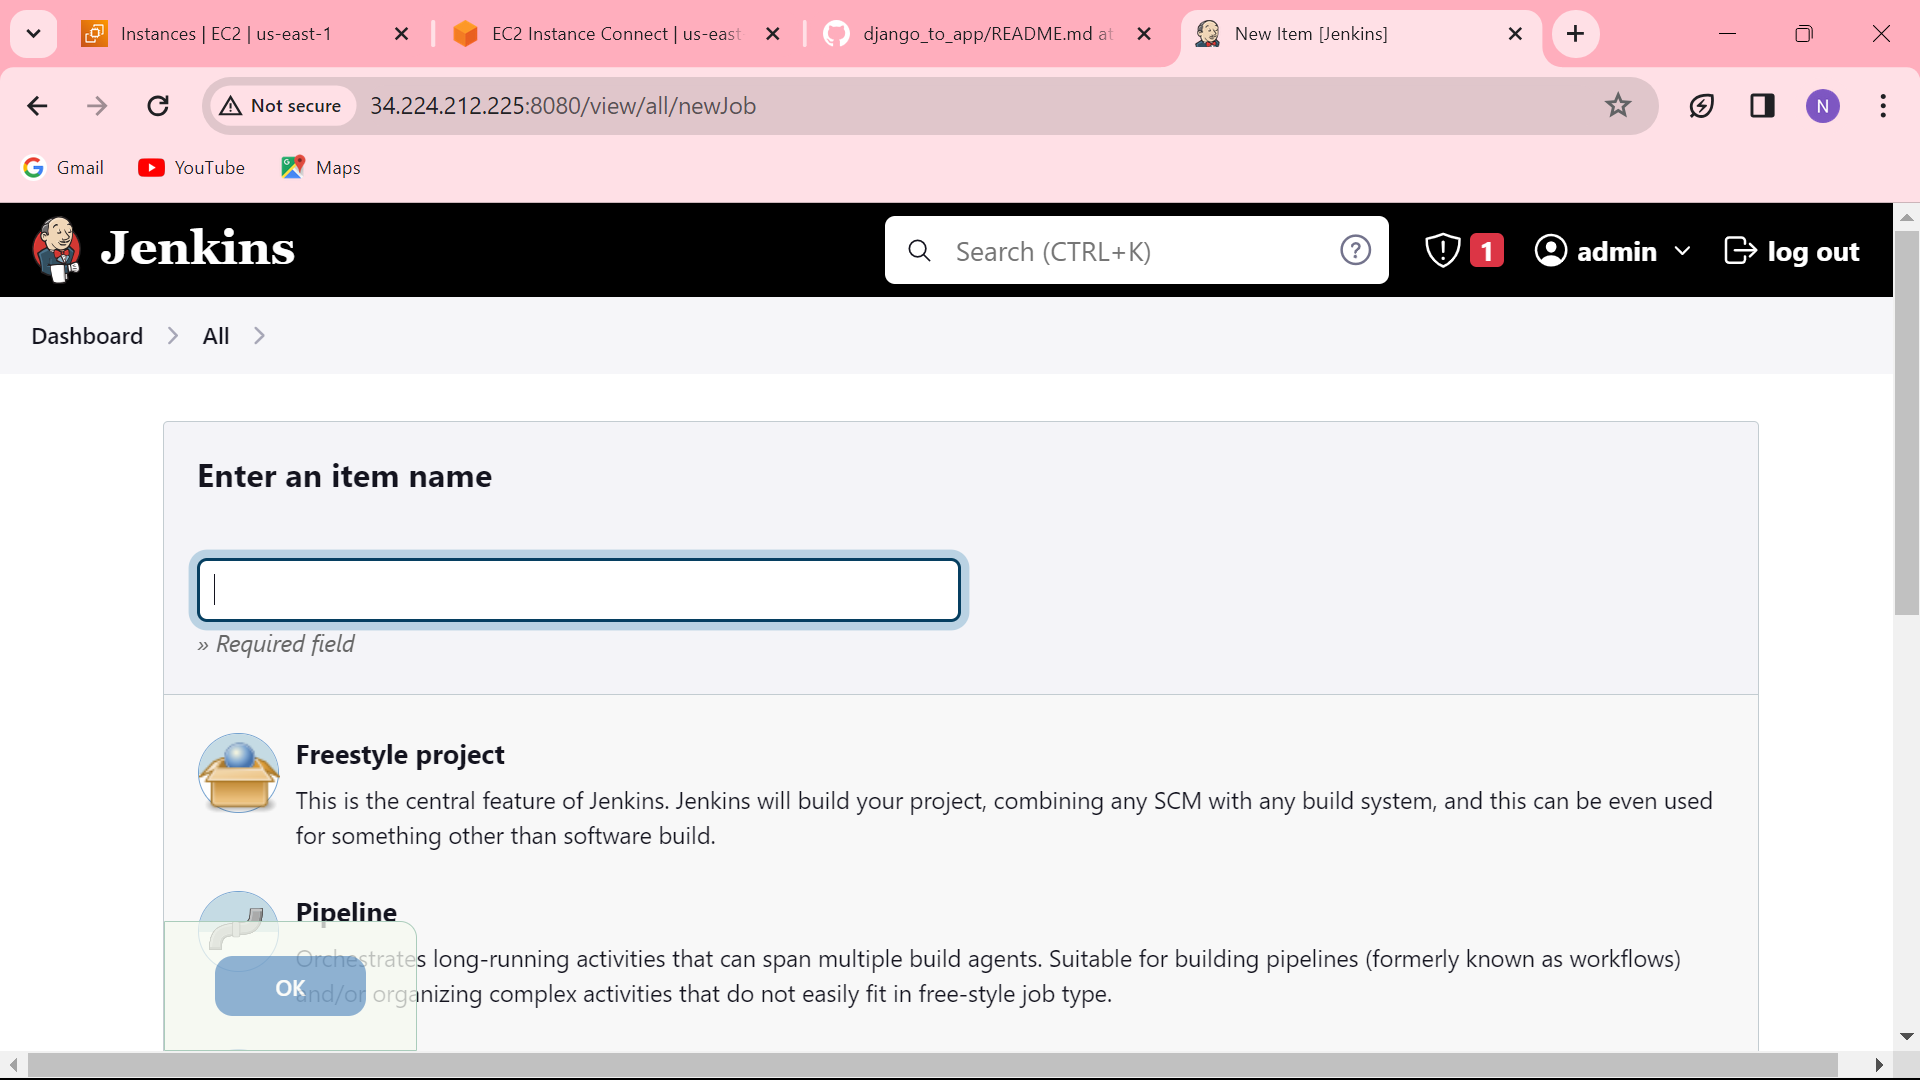 Instances | EC2 | us-east-1
EC2 Instance Connect | us-east
django_to_app/README.md at
New Item [Jenkins]
Not secure
34.224.212.225:8080/view/all/newJob
N
Gmail
YouTube
Maps
Jenkins
Search (CTRL+K)
?
1
admin
log out
Dashboard
All
Enter an item name
» Required field
Freestyle project
This is the central feature of Jenkins. Jenkins will build your project, combining any SCM with any build system, and this can be even used
for something other than software build.
Pipeline
Orchestrates long-running activities that can span multiple build agents. Suitable for building pipelines (formerly known as workflows)
and/or organizing complex activities that do not easily fit in free-style job type.
OK